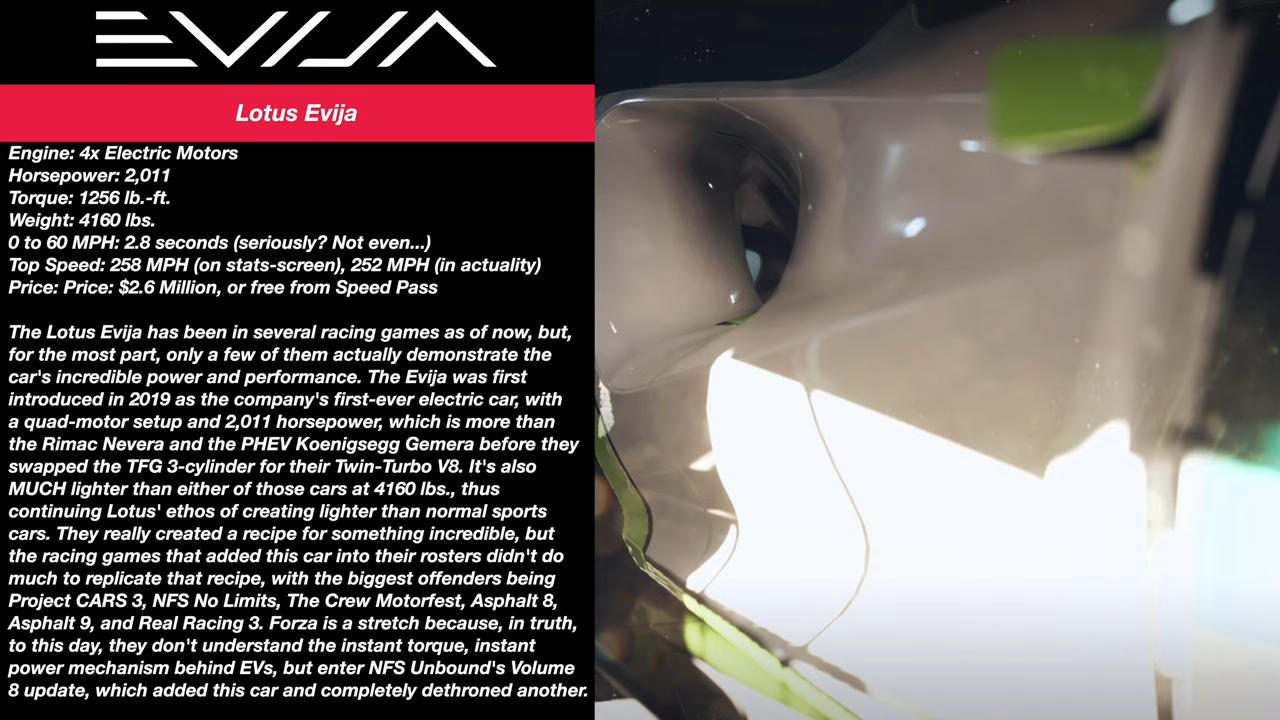 EVIJA
Lotus Evija
Engine: 4x Electric Motors
Horsepower: 2,011
Torque: 1256 lb.-ft.
Weight: 4160 lbs.
0 to 60 MPH: 2.8 seconds (seriously? Not even...)
Top Speed: 258 MPH (on stats-screen), 252 MPH (in actuality)
Price: Price: $2.6 Million, or free from Speed Pass
The Lotus Evija has been in several racing games as of now, but,
for the most part, only a few of them actually demonstrate the
car's incredible power and performance. The Evija was first
introduced in 2019 as the company's first-ever electric car, with
a quad-motor setup and 2,011 horsepower, which is more than
the Rimac Nevera and the PHEV Koenigsegg Gemera before they
swapped the TFG 3-cylinder for their Twin-Turbo V8. It's also
MUCH lighter than either of those cars at 4160 lbs., thus
continuing Lotus' ethos of creating lighter than normal sports
cars. They really created a recipe for something incredible, but
the racing games that added this car into their rosters didn't do
much to replicate that recipe, with the biggest offenders being
Project CARS 3, NFS No Limits, The Crew Motorfest, Asphalt 8,
Asphalt 9, and Real Racing 3. Forza is a stretch because, in truth,
to this day, they don't understand the instant torque, instant
power mechanism behind EVs, but enter NFS Unbound's Volume
8 update, which added this car and completely dethroned another.